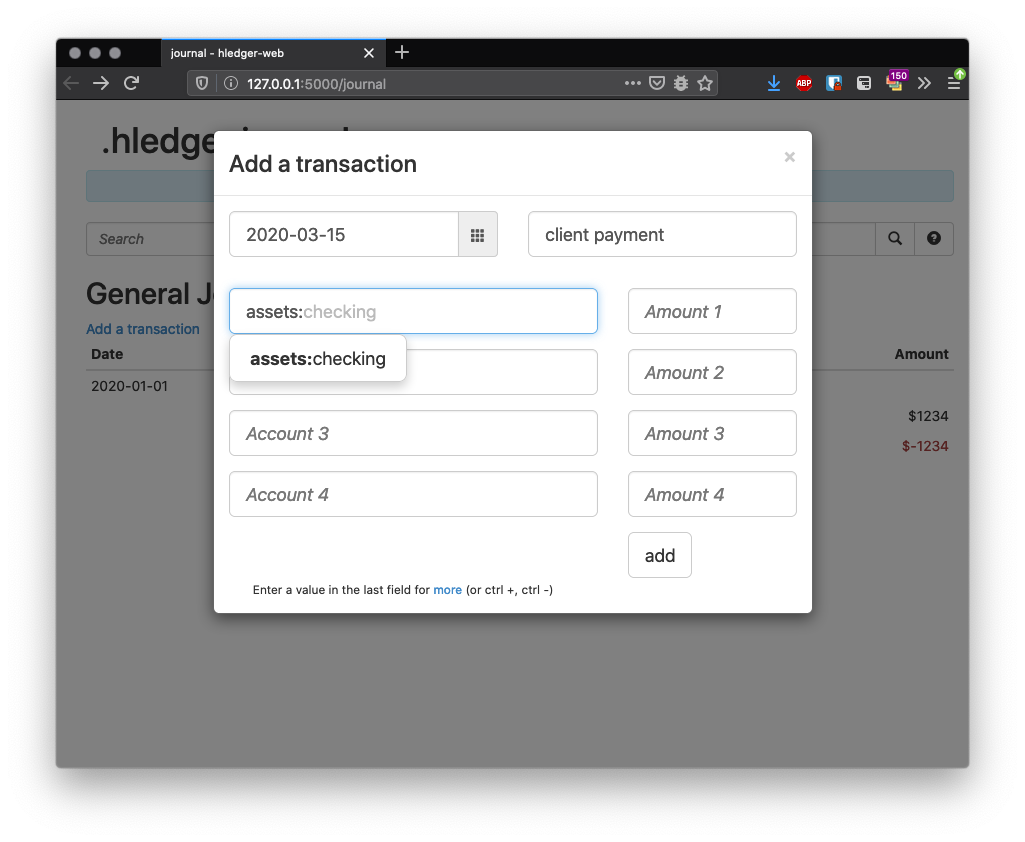 journal - hledger-web
127.0.0.1:5000/journal
ABP
150
.hledge
Add a transaction
2020-03-15
client payment
Search
General J
assets:checking
Amount 1
Add a transaction
assets:checking
Date
Amount
Amount 2
2020-01-01
$1234
Account 3
Amount 3
$-1234
Account 4
Amount 4
add
Enter a value in the last field for more (or ctrl +, ctrl -)